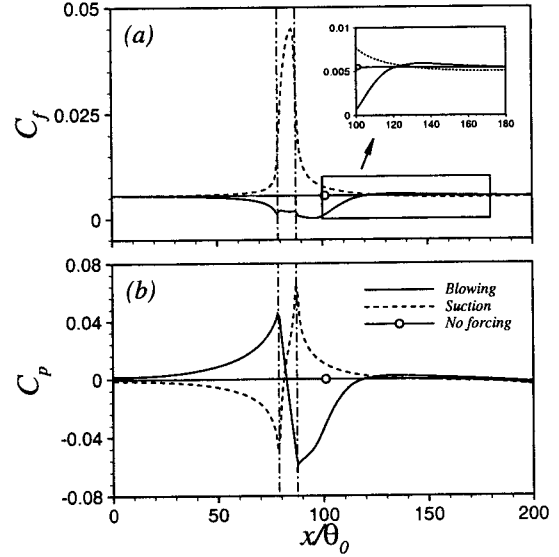 0.05
(a)
0.01
0.005
0
100 120 140 160 180
C_f
0.025
0
0.08
(b)
Blowing
Suction
No forcing
0.04
C_p
0
-0.04
-0.08
0 50 100 150 200
x/θ₀